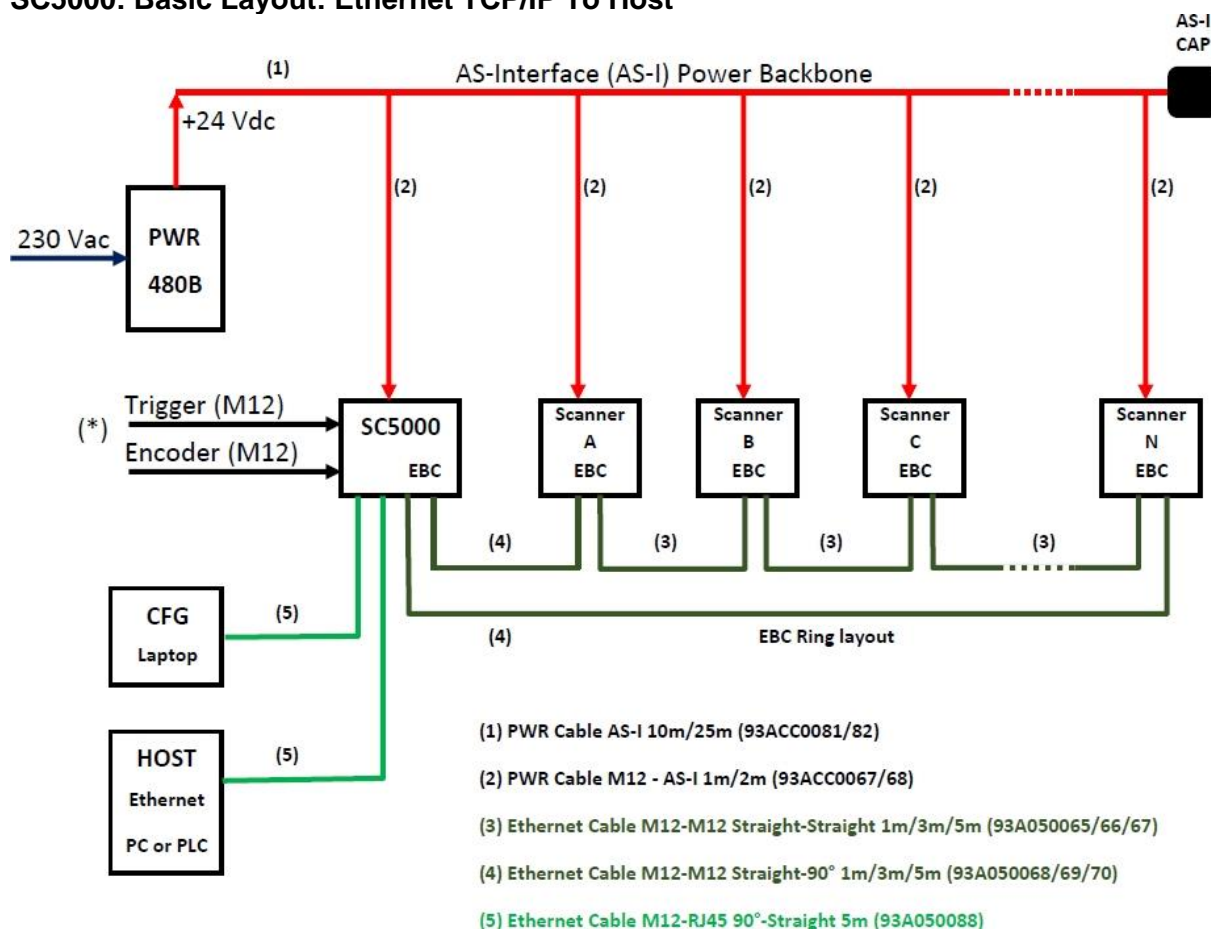 SC5000: Basic Layout: Ethernet TCP/IP To Host
AS-I
CAP
(1)
AS-Interface (AS-I) Power Backbone
+24 Vdc
(2)
(2)
(2)
(2)
(2)
230 Vac
PWR
480B
(*)
Trigger (M12)
Encoder (M12)
SC5000
EBC
Scanner
A
EBC
Scanner
B
EBC
Scanner
C
EBC
Scanner
N
EBC
(4)
(3)
(3)
(3)
(4)
EBC Ring layout
CFG
Laptop
(5)
HOST
Ethernet
PC or PLC
(5)
(1) PWR Cable AS-I 10m/25m (93ACC0081/82)
(2) PWR Cable M12 - AS-I 1m/2m (93ACC0067/68)
(3) Ethernet Cable M12-M12 Straight-Straight 1m/3m/5m (93A050065/66/67)
(4) Ethernet Cable M12-M12 Straight-90° 1m/3m/5m (93A050068/69/70)
(5) Ethernet Cable M12-RJ45 90°-Straight 5m (93A050088)